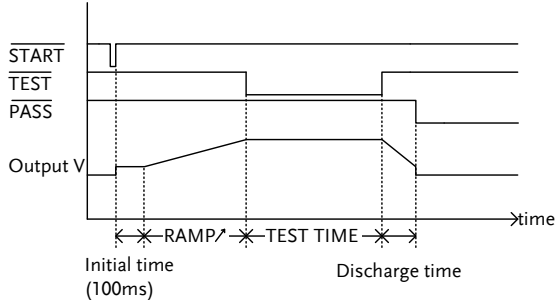 START
TEST
PASS
Output V
time
RAMP↗
TEST TIME
Initial time
(100ms)
Discharge time